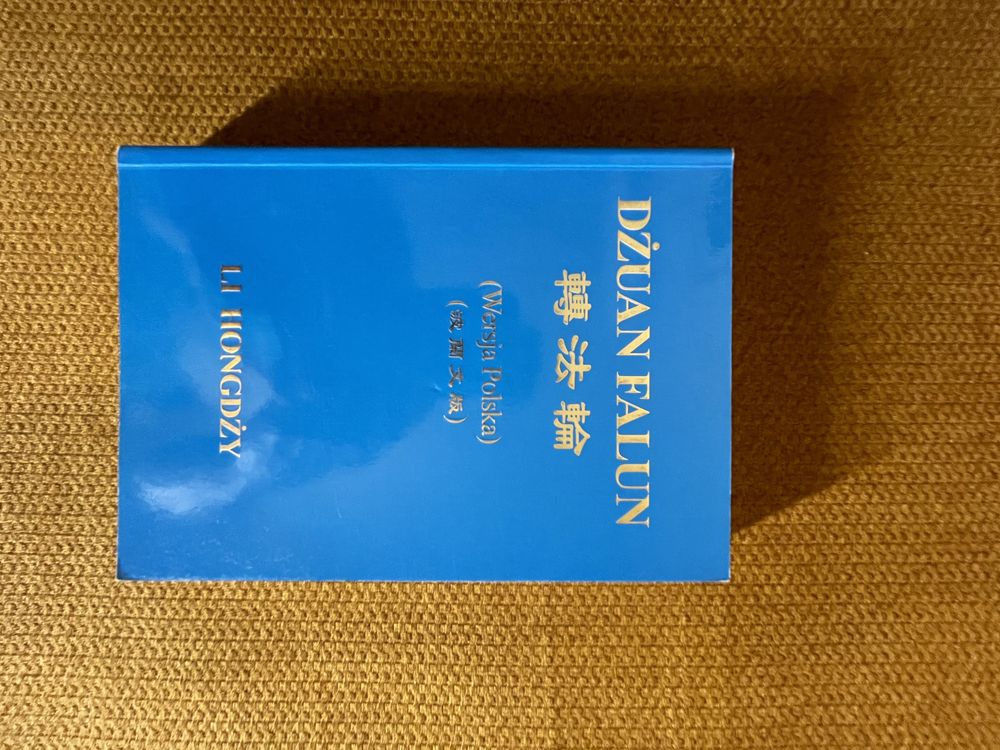 DŻUAN FALUN
轉法輪
(Wersja Polska)
(波蘭文版)
LI HONGDŻY